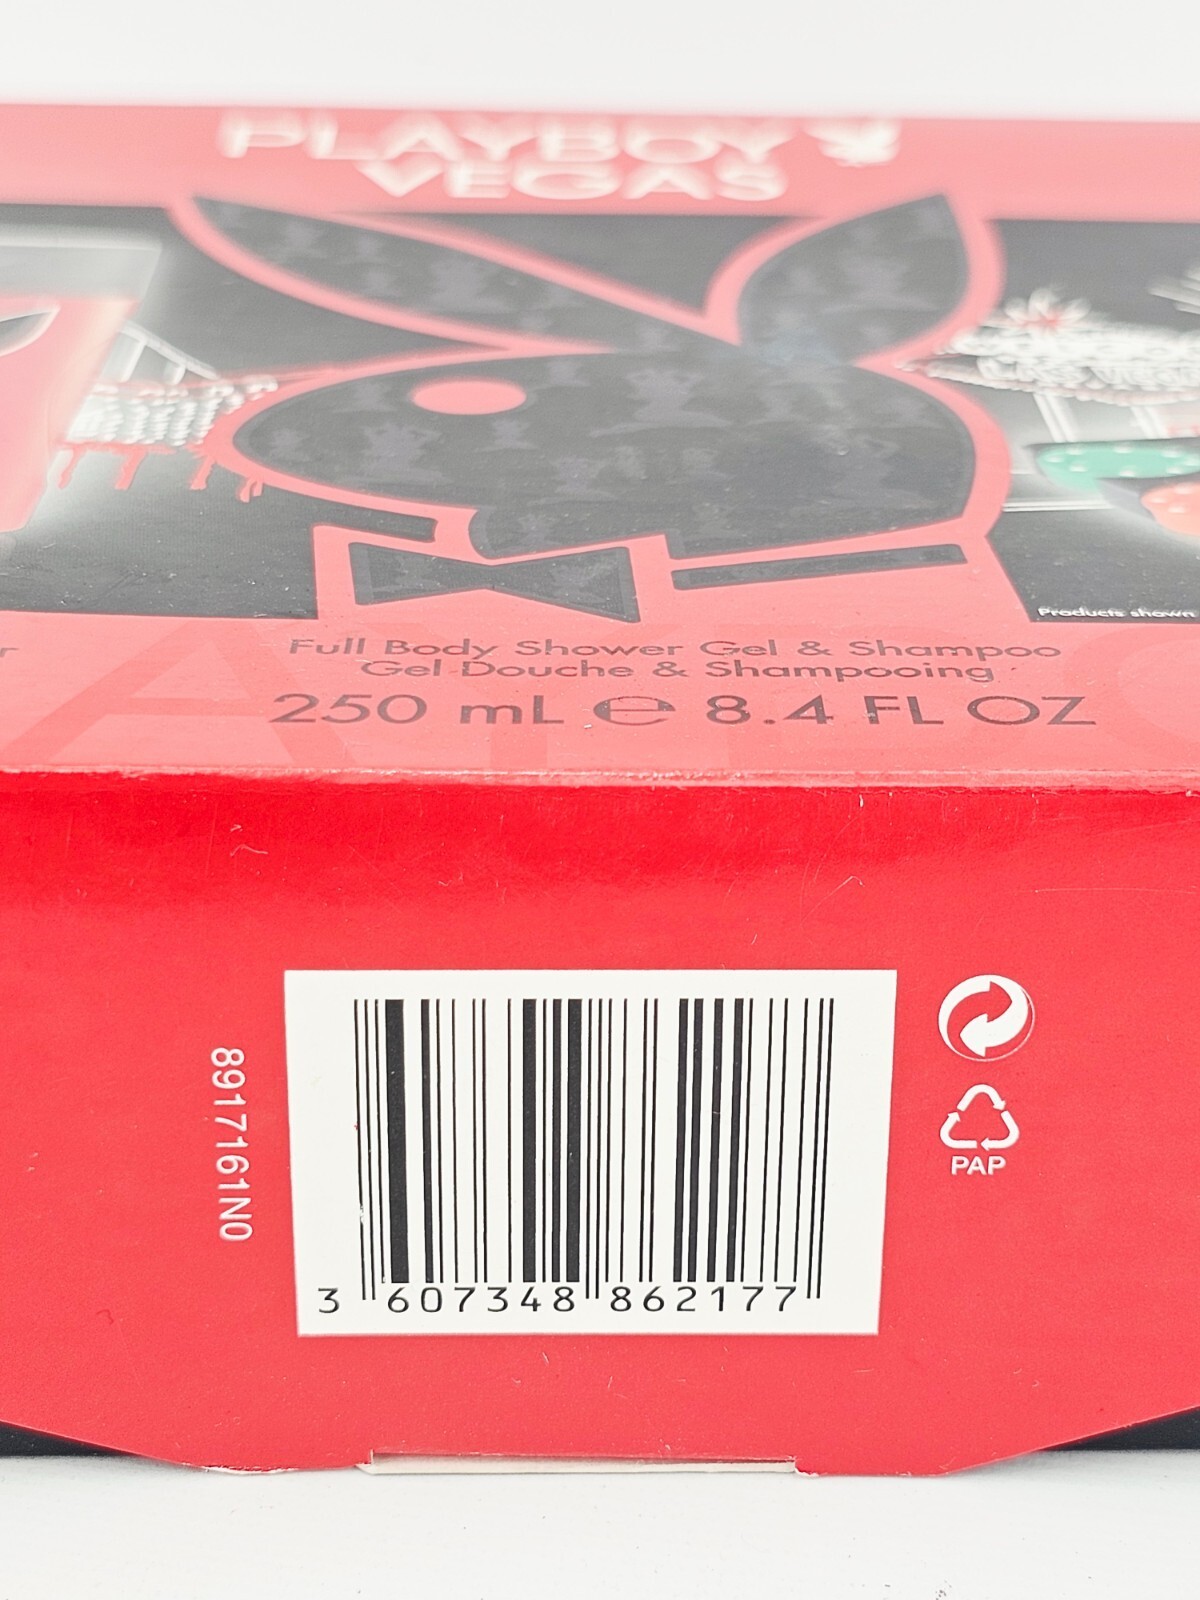 PLAYBOY
VEGAS
Products shown
Full Body Shower Gel & Shampoo
Gel Douche & Shampooing
250 mL ℮ 8.4 FL OZ
8917161N0
3 607348 862177
PAP